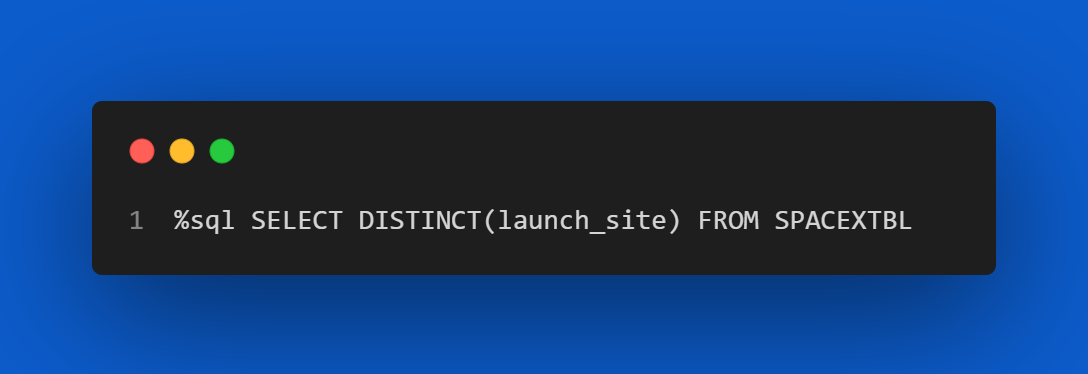 1 %sql SELECT DISTINCT(launch_site) FROM SPACEXTBL